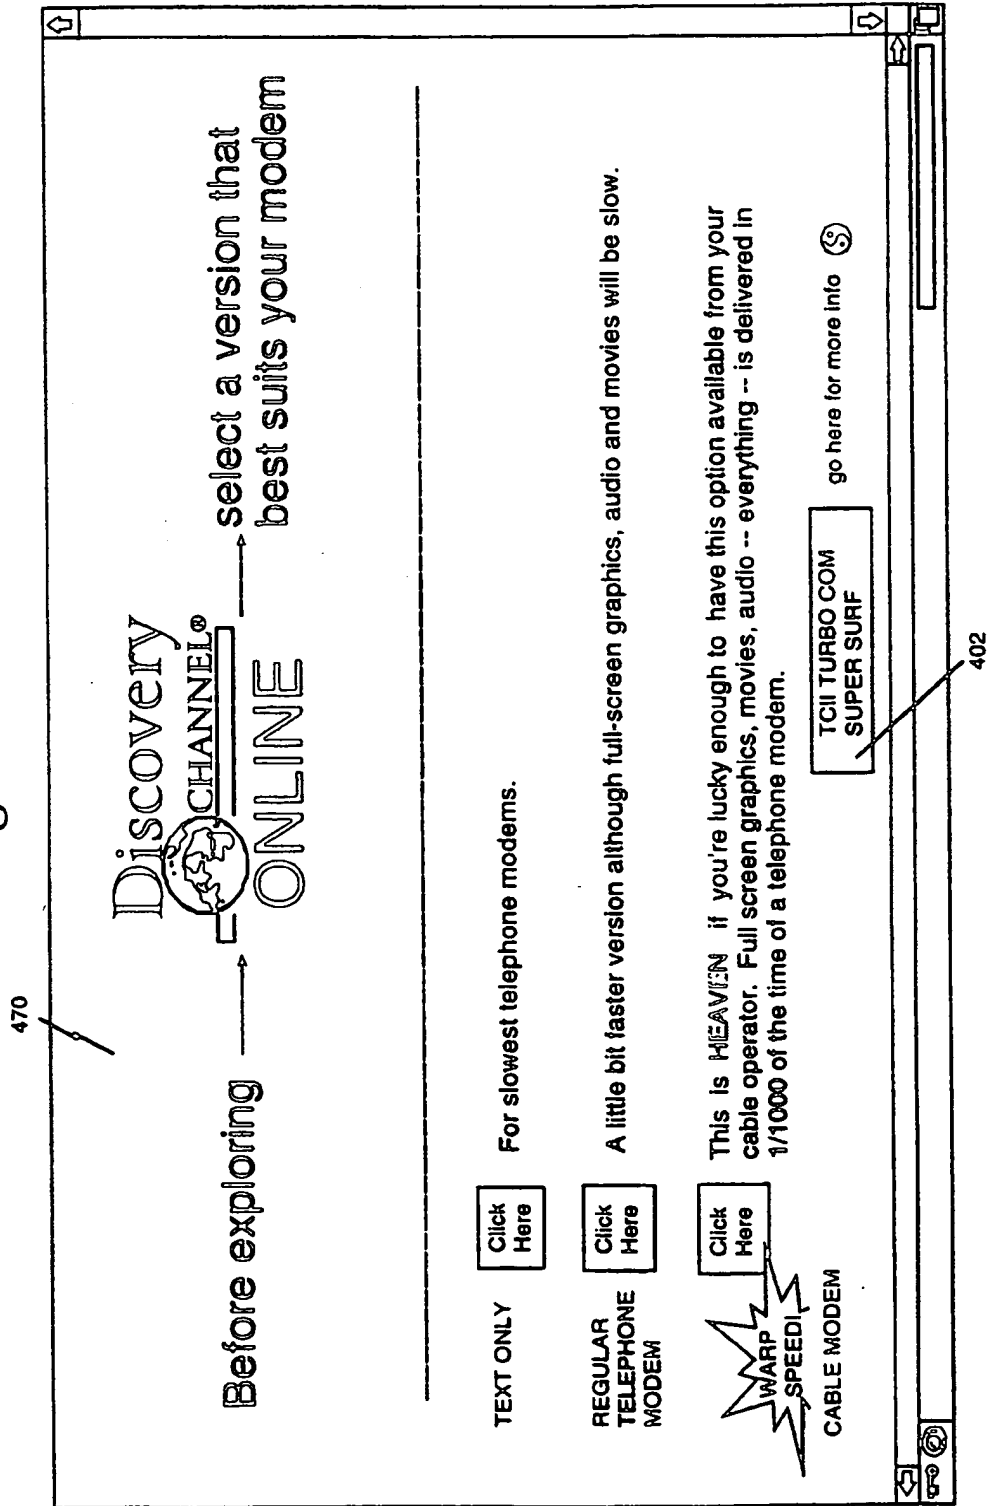 470
Before exploring
Discovery
CHANNEL®
ONLINE
select a version that
best suits your modem
TEXT ONLY
Click
Here
For slowest telephone modems.
REGULAR
TELEPHONE
MODEM
Click
Here
A little bit faster version although full-screen graphics, audio and movies will be slow.
WARP
SPEED!
CABLE MODEM
Click
Here
This is HEAVEN if you're lucky enough to have this option available from your
cable operator. Full screen graphics, movies, audio -- everything -- is delivered in
1/1000 of the time of a telephone modem.
TCII TURBO COM
SUPER SURF
go here for more info
402